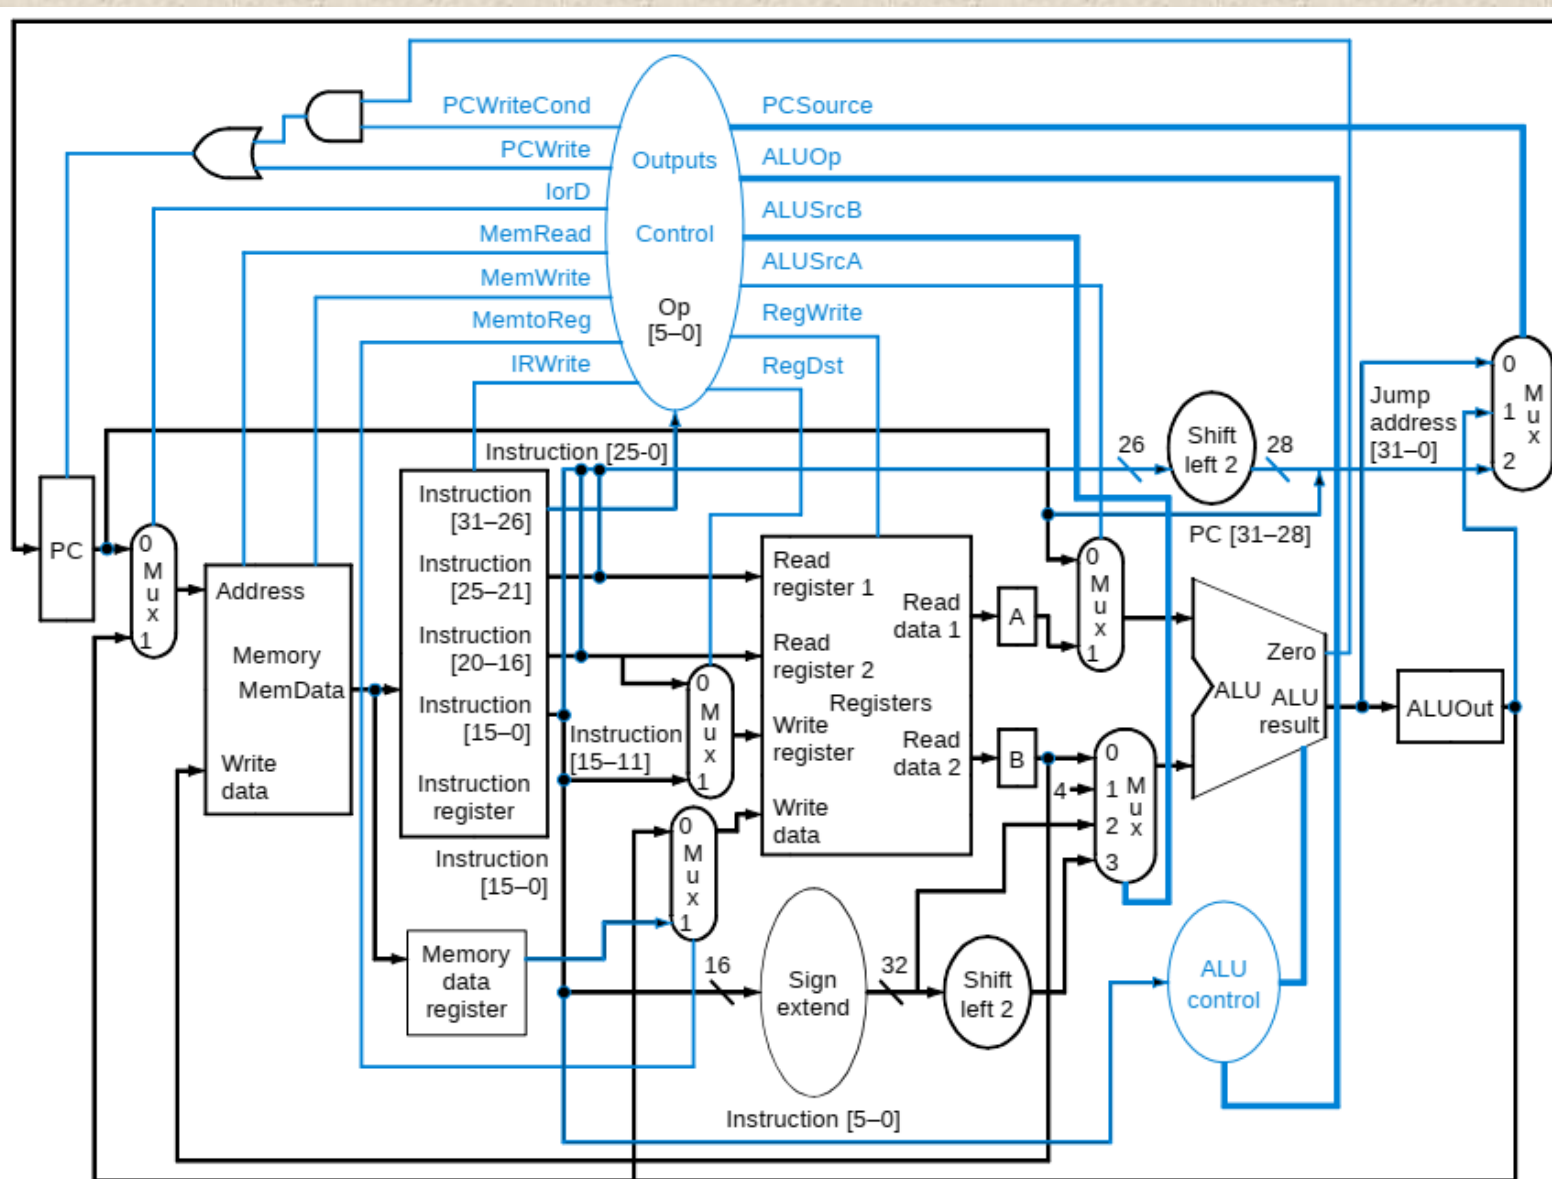 PCWriteCond
PCWrite
IorD
MemRead
MemWrite
MemtoReg
IRWrite
Outputs
Control
Op
[5–0]
PCSource
ALUOp
ALUSrcB
ALUSrcA
RegWrite
RegDst
Instruction [25-0]
26
Shift
left 2
28
Jump
address
[31–0]
0
1
2
M
u
x
PC [31–28]
PC
0
M
u
x
1
Address
Memory
MemData
Write
data
Instruction
[31–26]
Instruction
[25–21]
Instruction
[20–16]
Instruction
[15–0]
Instruction
register
Instruction
[15–0]
Instruction
[15–11]
0
M
u
x
1
0
M
u
x
1
Memory
data
register
Read
register 1
Read
register 2
Registers
Write
register
Write
data
Read
data 1
Read
data 2
A
B
4
0
M
u
x
1
0
1
2
3
M
u
x
Zero
ALU
ALU
result
ALUOut
16
Sign
extend
32
Shift
left 2
ALU
control
Instruction [5–0]